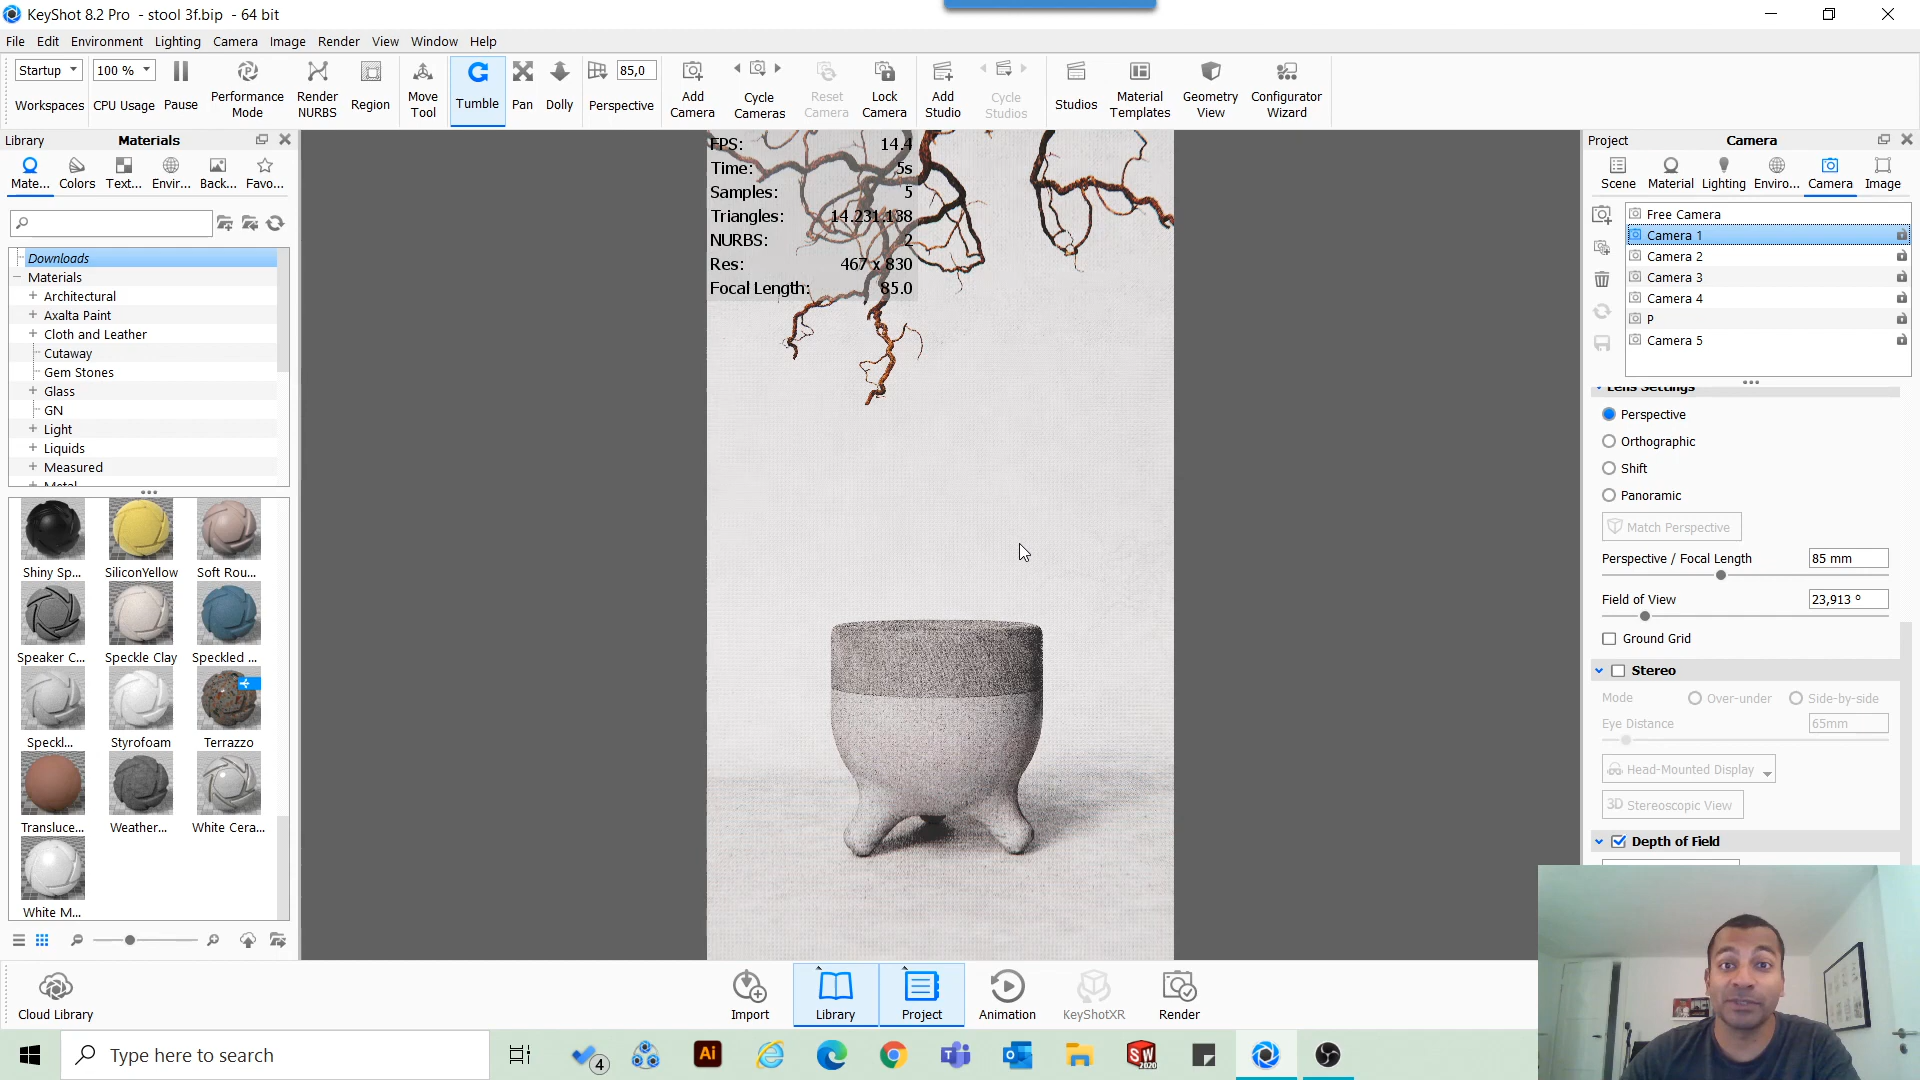 KeyShot 8.2 Pro - stool 3f.bip - 64 bit
File Edit Environment Lighting Camera Image Render View Window Help
Startup 100 % 85,0
Workspaces CPU Usage Pause Performance Mode Render NURBS Region Move Tool Tumble Pan Dolly Perspective Add Camera Cycle Cameras Reset Camera Lock Camera Add Studio Cycle Studios Studios Material Templates Geometry View Configurator Wizard
Library Materials
Mate... Colors Text... Envir... Back... Favo...
Downloads
Materials
Architectural
Axalta Paint
Cloth and Leather
Cutaway
Gem Stones
Glass
GN
Light
Liquids
Measured
Metal
Shiny Sp... SiliconYellow Soft Rou...
Speaker C... Speckle Clay Speckled ...
Speckl... Styrofoam Terrazzo
Transluce... Weather... White Cera...
White M...
Cloud Library
FPS: 14.4
Time: 5s
Samples: 5
Triangles: 14.231.138
NURBS: 2
Res: 467 x 830
Focal Length: 85.0
Project Camera
Scene Material Lighting Enviro... Camera Image
Free Camera
Camera 1
Camera 2
Camera 3
Camera 4
P
Camera 5
Lens Settings
Perspective
Orthographic
Shift
Panoramic
Match Perspective
Perspective / Focal Length 85 mm
Field of View 23,913 °
Ground Grid
Stereo
Mode Over-under Side-by-side
Eye Distance 65mm
Head-Mounted Display
3D Stereoscopic View
Depth of Field
Import Library Project Animation KeyShotXR Render
Type here to search
4
Ai
SW
2020